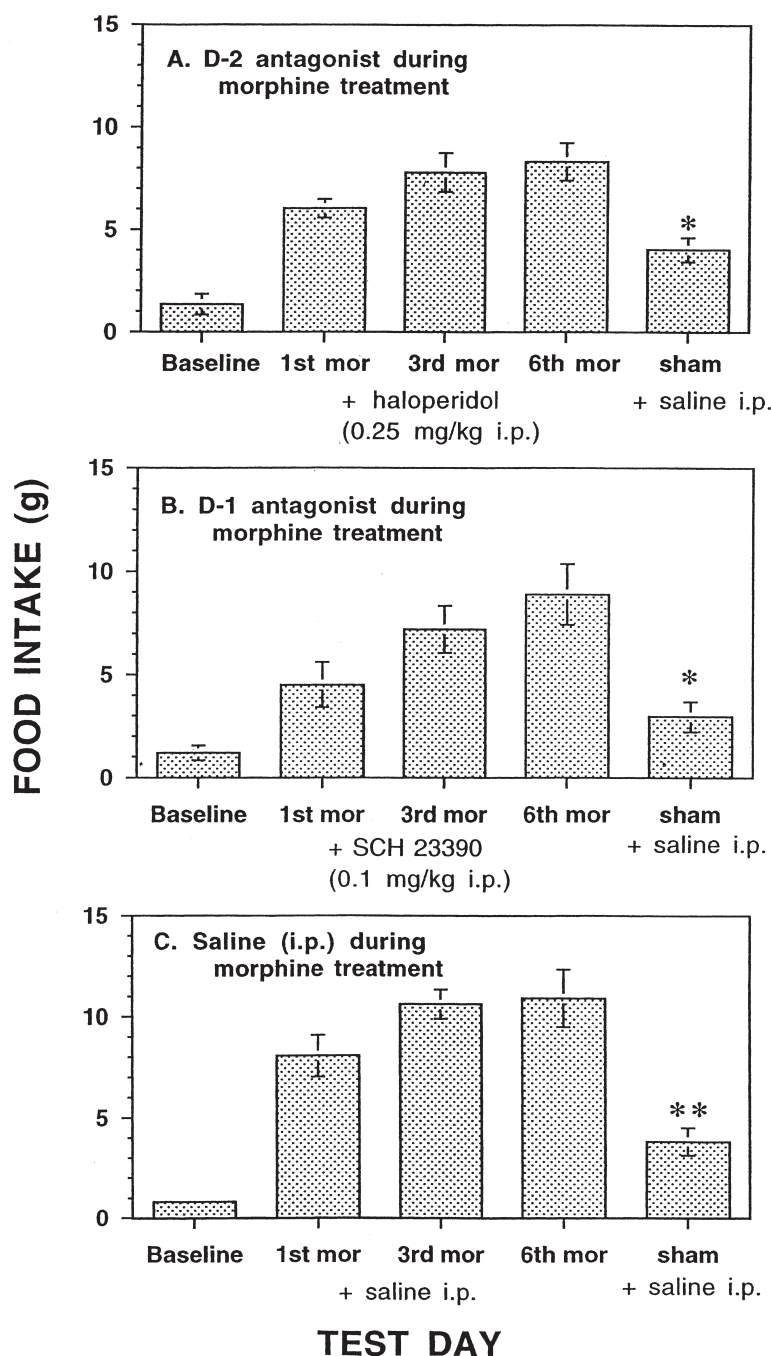 FOOD INTAKE (g)
15
A. D-2 antagonist during
morphine treatment
10
5
*
0
Baseline 1st mor 3rd mor 6th mor sham
+ haloperidol + saline i.p.
(0.25 mg/kg i.p.)
15
B. D-1 antagonist during
morphine treatment
10
5
*
0
Baseline 1st mor 3rd mor 6th mor sham
+ SCH 23390 + saline i.p.
(0.1 mg/kg i.p.)
15
C. Saline (i.p.) during
morphine treatment
10
5
**
0
Baseline 1st mor 3rd mor 6th mor sham
+ saline i.p. + saline i.p.
TEST DAY